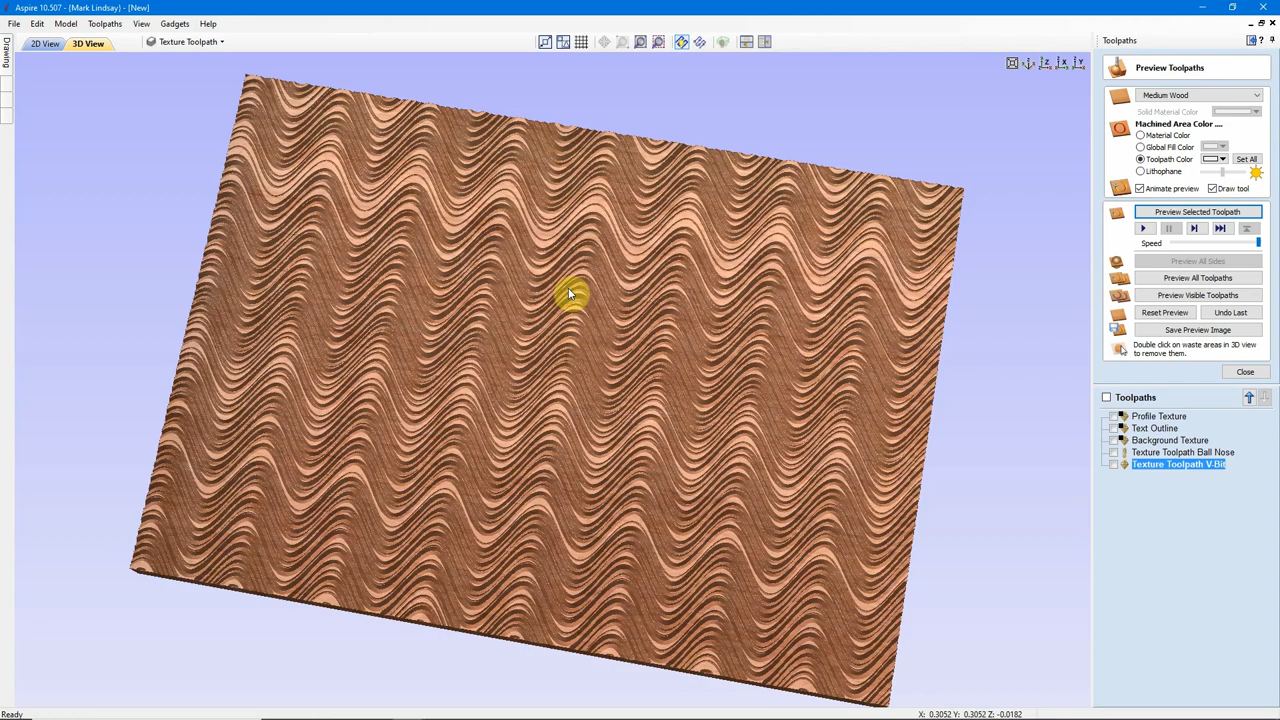 Aspire 10.507 - {Mark Lindsay} - [New]
File Edit Model Toolpaths View Gadgets Help
2D View 3D View Texture Toolpath
Drawing
Toolpaths
Preview Toolpaths
Medium Wood
Solid Material Color
Machined Area Color ....
Material Color
Global Fill Color
Toolpath Color Set All
Lithophane
Animate preview Draw tool
Preview Selected Toolpath
Speed
Preview All Sides
Preview All Toolpaths
Preview Visible Toolpaths
Reset Preview Undo Last
Save Preview Image
Double click on waste areas in 3D view
to remove them.
Close
Toolpaths
Profile Texture
Text Outline
Background Texture
Texture Toolpath Ball Nose
Texture Toolpath V-Bit
Ready X: 0.3052 Y: 0.3052 Z: -0.0182